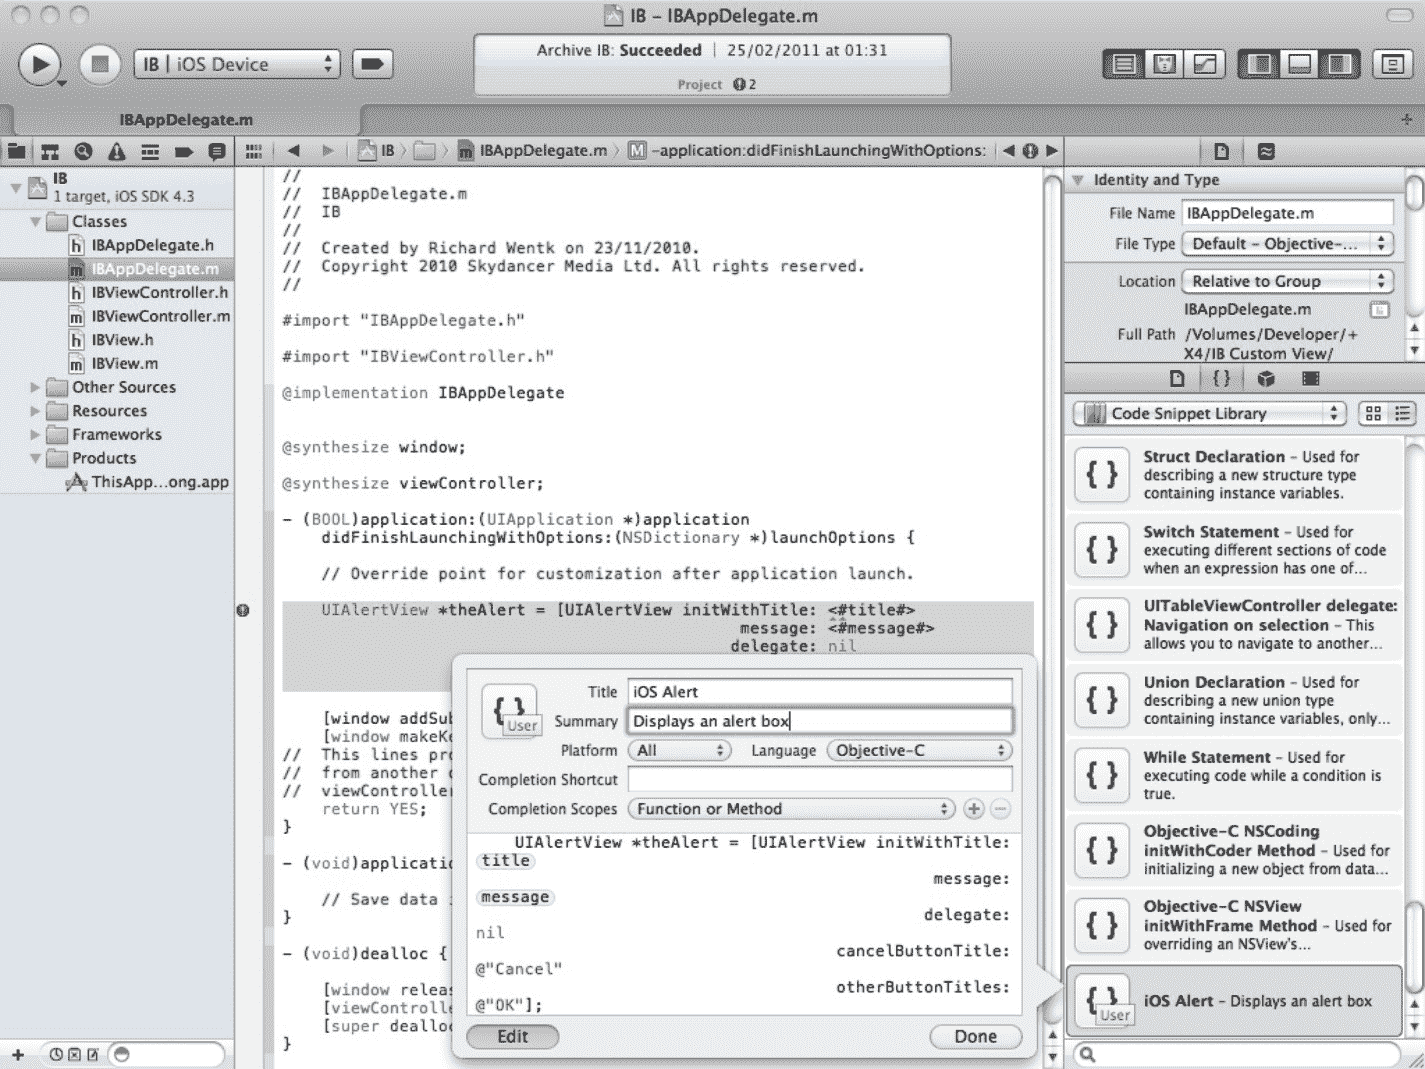 IB – IBAppDelegate.m
IB | iOS Device
Archive IB: Succeeded | 25/02/2011 at 01:31
Project 2
IBAppDelegate.m
IB
IBAppDelegate.m
-application:didFinishLaunchingWithOptions:
IB
1 target, iOS SDK 4.3
Classes
IBAppDelegate.h
IBAppDelegate.m
IBViewController.h
IBViewController.m
IBView.h
IBView.m
Other Sources
Resources
Frameworks
Products
ThisApp...ong.app
//
// IBAppDelegate.m
// IB
//
// Created by Richard Wentk on 23/11/2010.
// Copyright 2010 Skydancer Media Ltd. All rights reserved.
//
#import "IBAppDelegate.h"
#import "IBViewController.h"
@implementation IBAppDelegate
@synthesize window;
@synthesize viewController;
- (BOOL)application:(UIApplication *)application
didFinishLaunchingWithOptions:(NSDictionary *)launchOptions {
// Override point for customization after application launch.
UIAlertView *theAlert = [UIAlertView initWithTitle: <#title#>
message: <#message#>
delegate: nil
[window addSub
[window makeKe
// This lines pro
// from another
// viewController
return YES;
}
- (void)applicatio
// Save data
}
- (void)dealloc {
[window releas
[viewControlle
[super dealloc
}
Title iOS Alert
User
Summary Displays an alert box
Platform All Language Objective-C
Completion Shortcut
Completion Scopes Function or Method
UIAlertView *theAlert = [UIAlertView initWithTitle:
title
message:
message
delegate:
nil
cancelButtonTitle:
@"Cancel"
otherButtonTitles:
@"OK"];
Edit
Done
Identity and Type
File Name IBAppDelegate.m
File Type Default - Objective-...
Location Relative to Group
IBAppDelegate.m
Full Path /Volumes/Developer/+
X4/IB Custom View/
Code Snippet Library
Struct Declaration – Used for
describing a new structure type
containing instance variables.
Switch Statement – Used for
executing different sections of code
when an expression has one of...
UITableViewController delegate:
Navigation on selection – This
allows you to navigate to another...
Union Declaration – Used for
describing a new union type
containing instance variables, only...
While Statement – Used for
executing code while a condition is
true.
Objective-C NSCoding
initWithCoder Method – Used for
initializing a new object from data...
Objective-C NSView
initWithFrame Method – Used for
overriding an NSView's...
iOS Alert – Displays an alert box
User